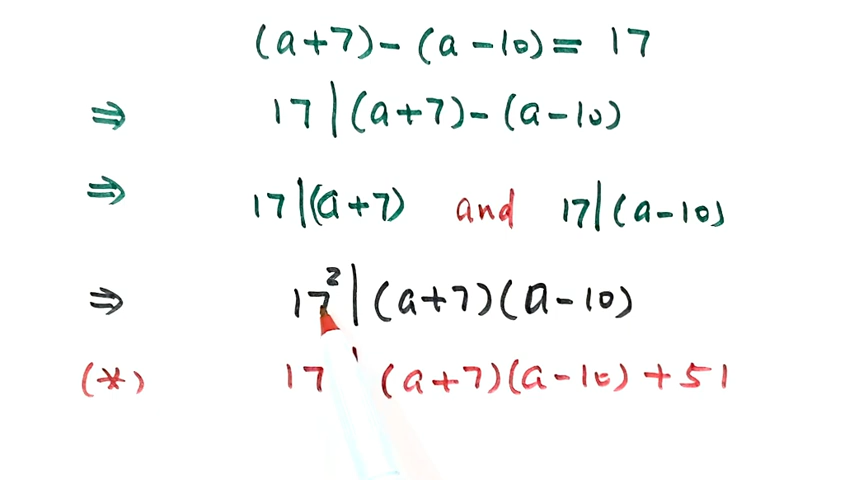 (a+7)-(a-10)= 17
⇒ 17|(a+7)-(a-10)
⇒ 17|(a+7) and 17|(a-10)
⇒ 17²|(a+7)(a-10)
(*) 17 | (a+7)(a-10)+51